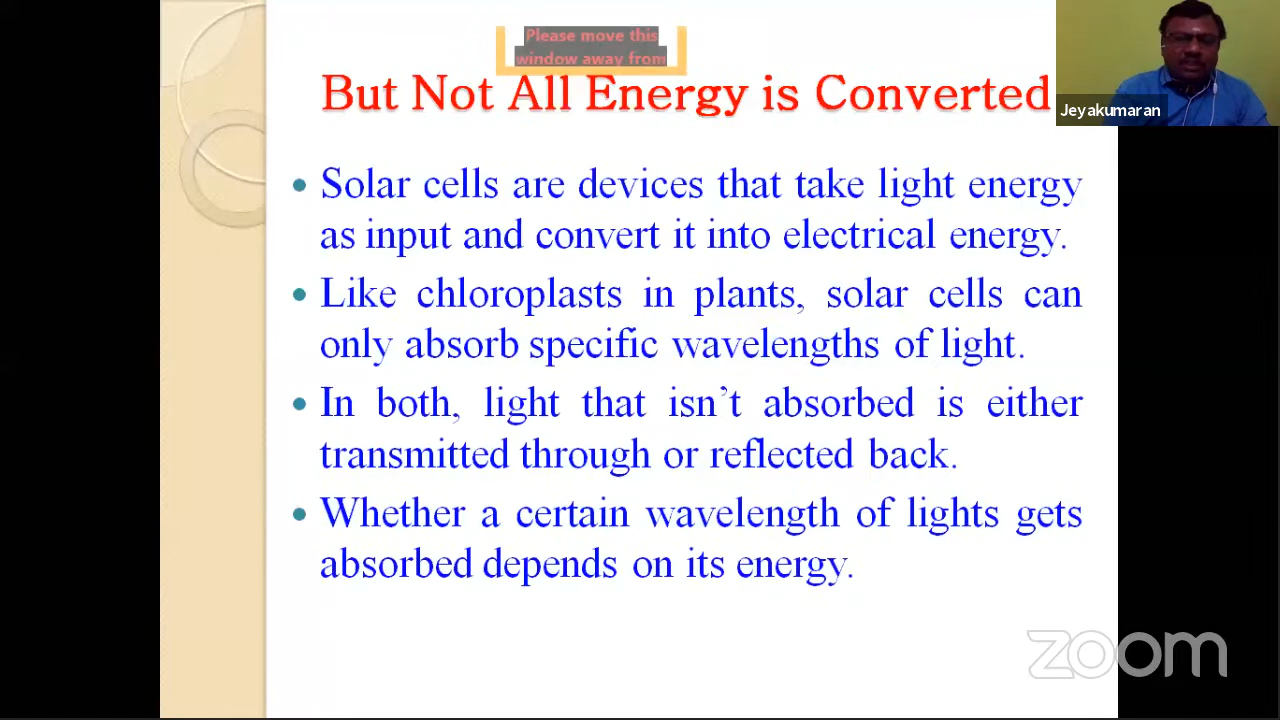 Please move this
window away from
But Not All Energy is Converted
Jeyakumaran
• Solar cells are devices that take light energy
as input and convert it into electrical energy.
• Like chloroplasts in plants, solar cells can
only absorb specific wavelengths of light.
• In both, light that isn’t absorbed is either
transmitted through or reflected back.
• Whether a certain wavelength of lights gets
absorbed depends on its energy.
zoom